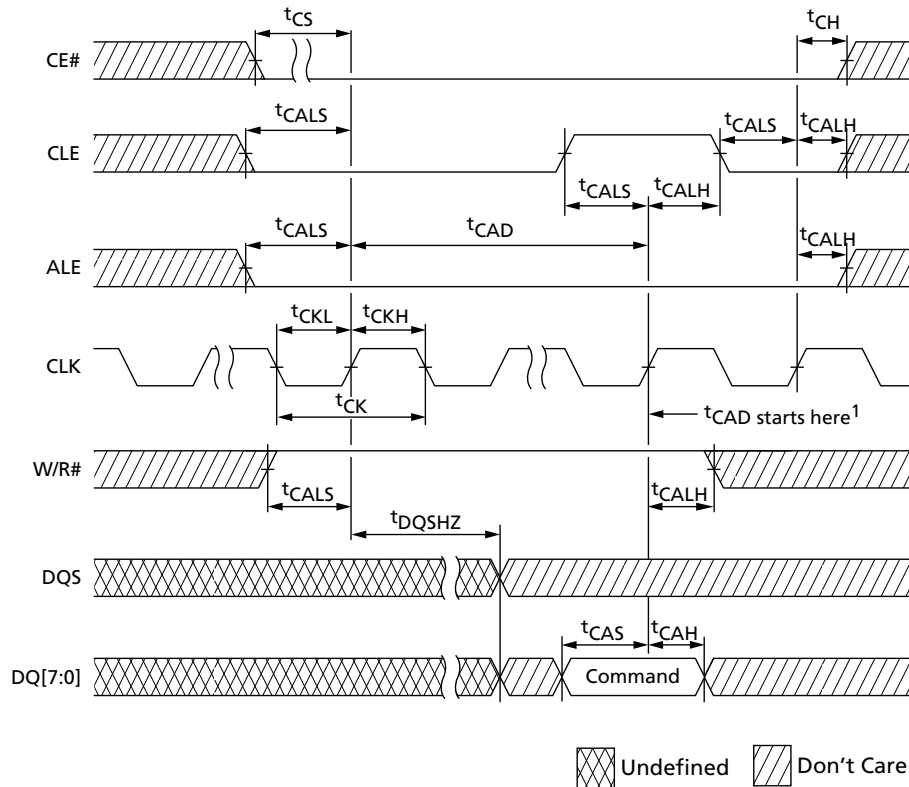 tCS
tCH
CE#
tCALS
tCALS
tCALH
CLE
tCALS
tCALH
tCALS
tCAD
tCALH
ALE
tCKL
tCKH
CLK
tCK
tCAD starts here1
W/R#
tCALS
tCALH
tDQSHZ
DQS
tCAS
tCAH
DQ[7:0]
Command
Undefined
Don't Care